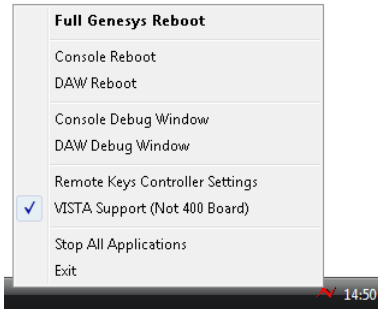 Full Genesys Reboot
Console Reboot
DAW Reboot
Console Debug Window
DAW Debug Window
Remote Keys Controller Settings
VISTA Support (Not 400 Board)
Stop All Applications
Exit
14:50